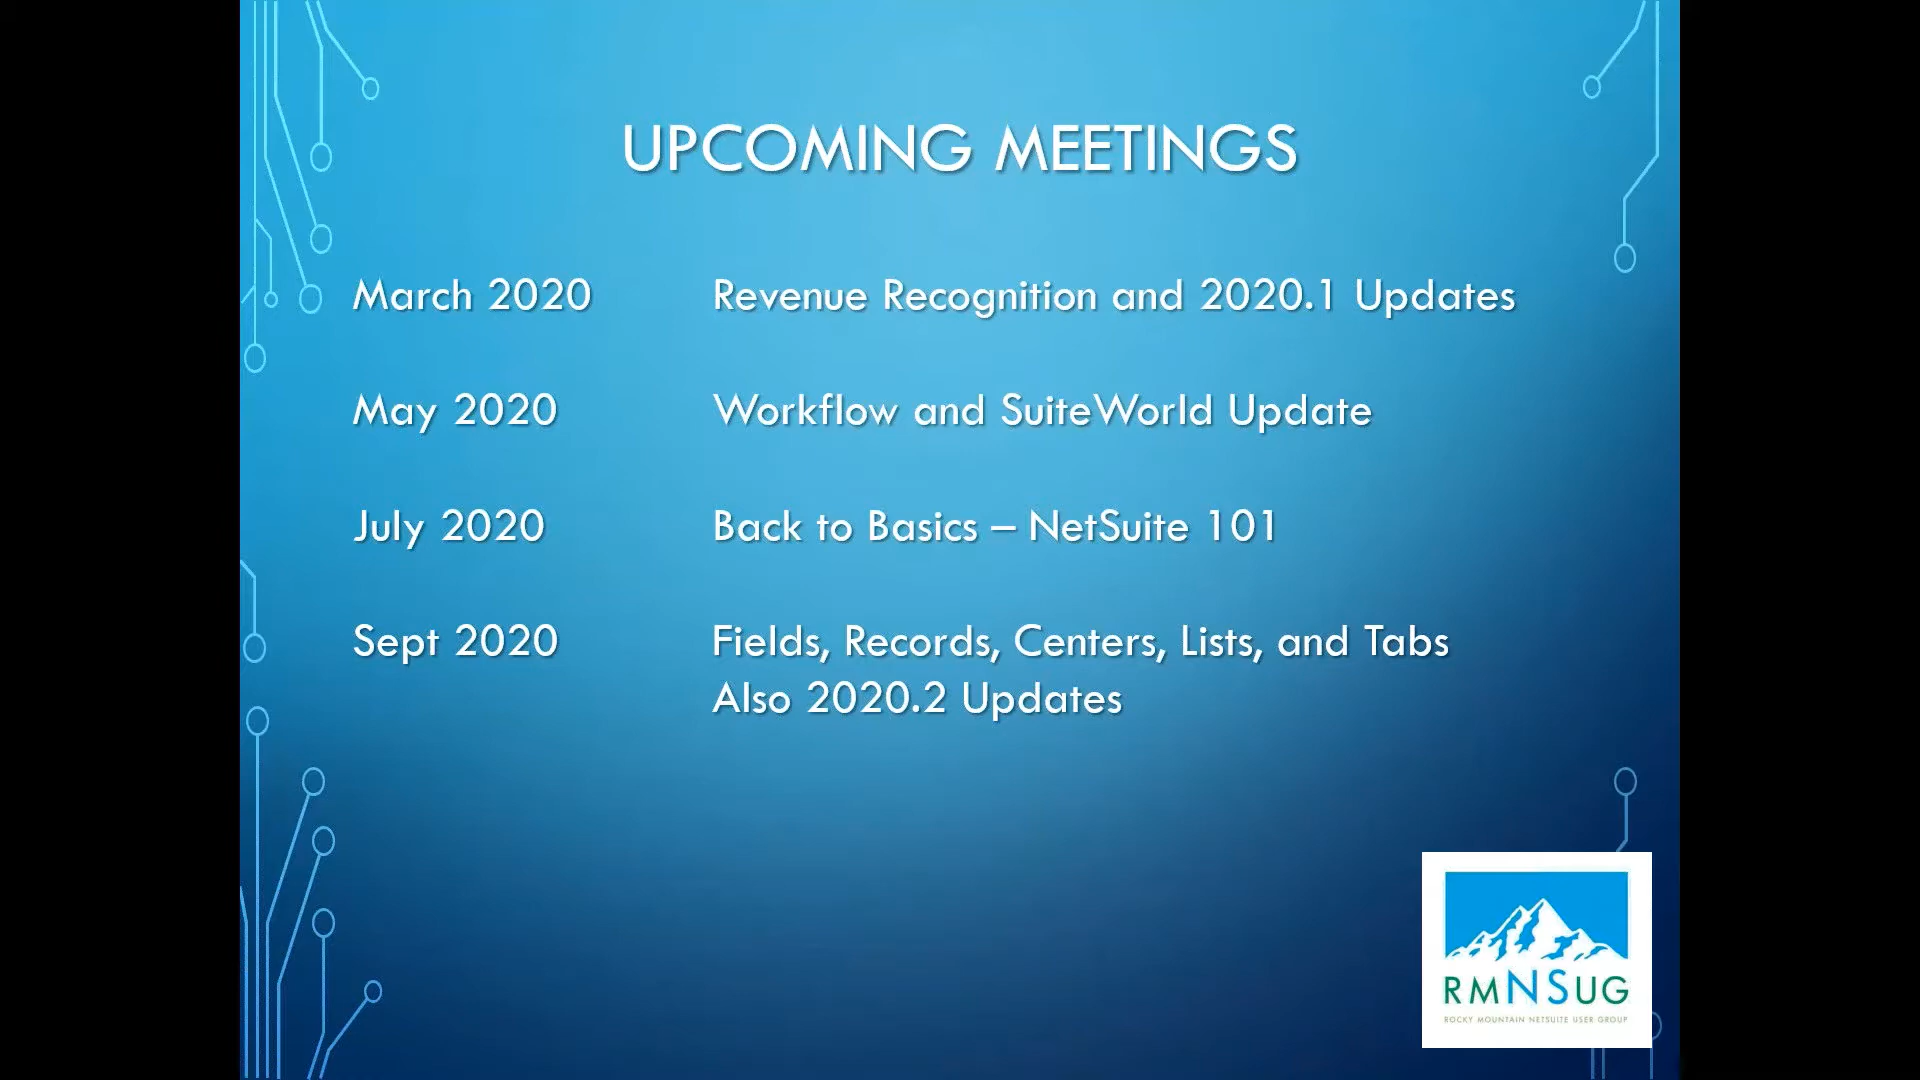 UPCOMING MEETINGS
March 2020 Revenue Recognition and 2020.1 Updates
May 2020 Workflow and SuiteWorld Update
July 2020 Back to Basics – NetSuite 101
Sept 2020 Fields, Records, Centers, Lists, and Tabs
Also 2020.2 Updates
RMNSUG
ROCKY MOUNTAIN NETSUITE USER GROUP